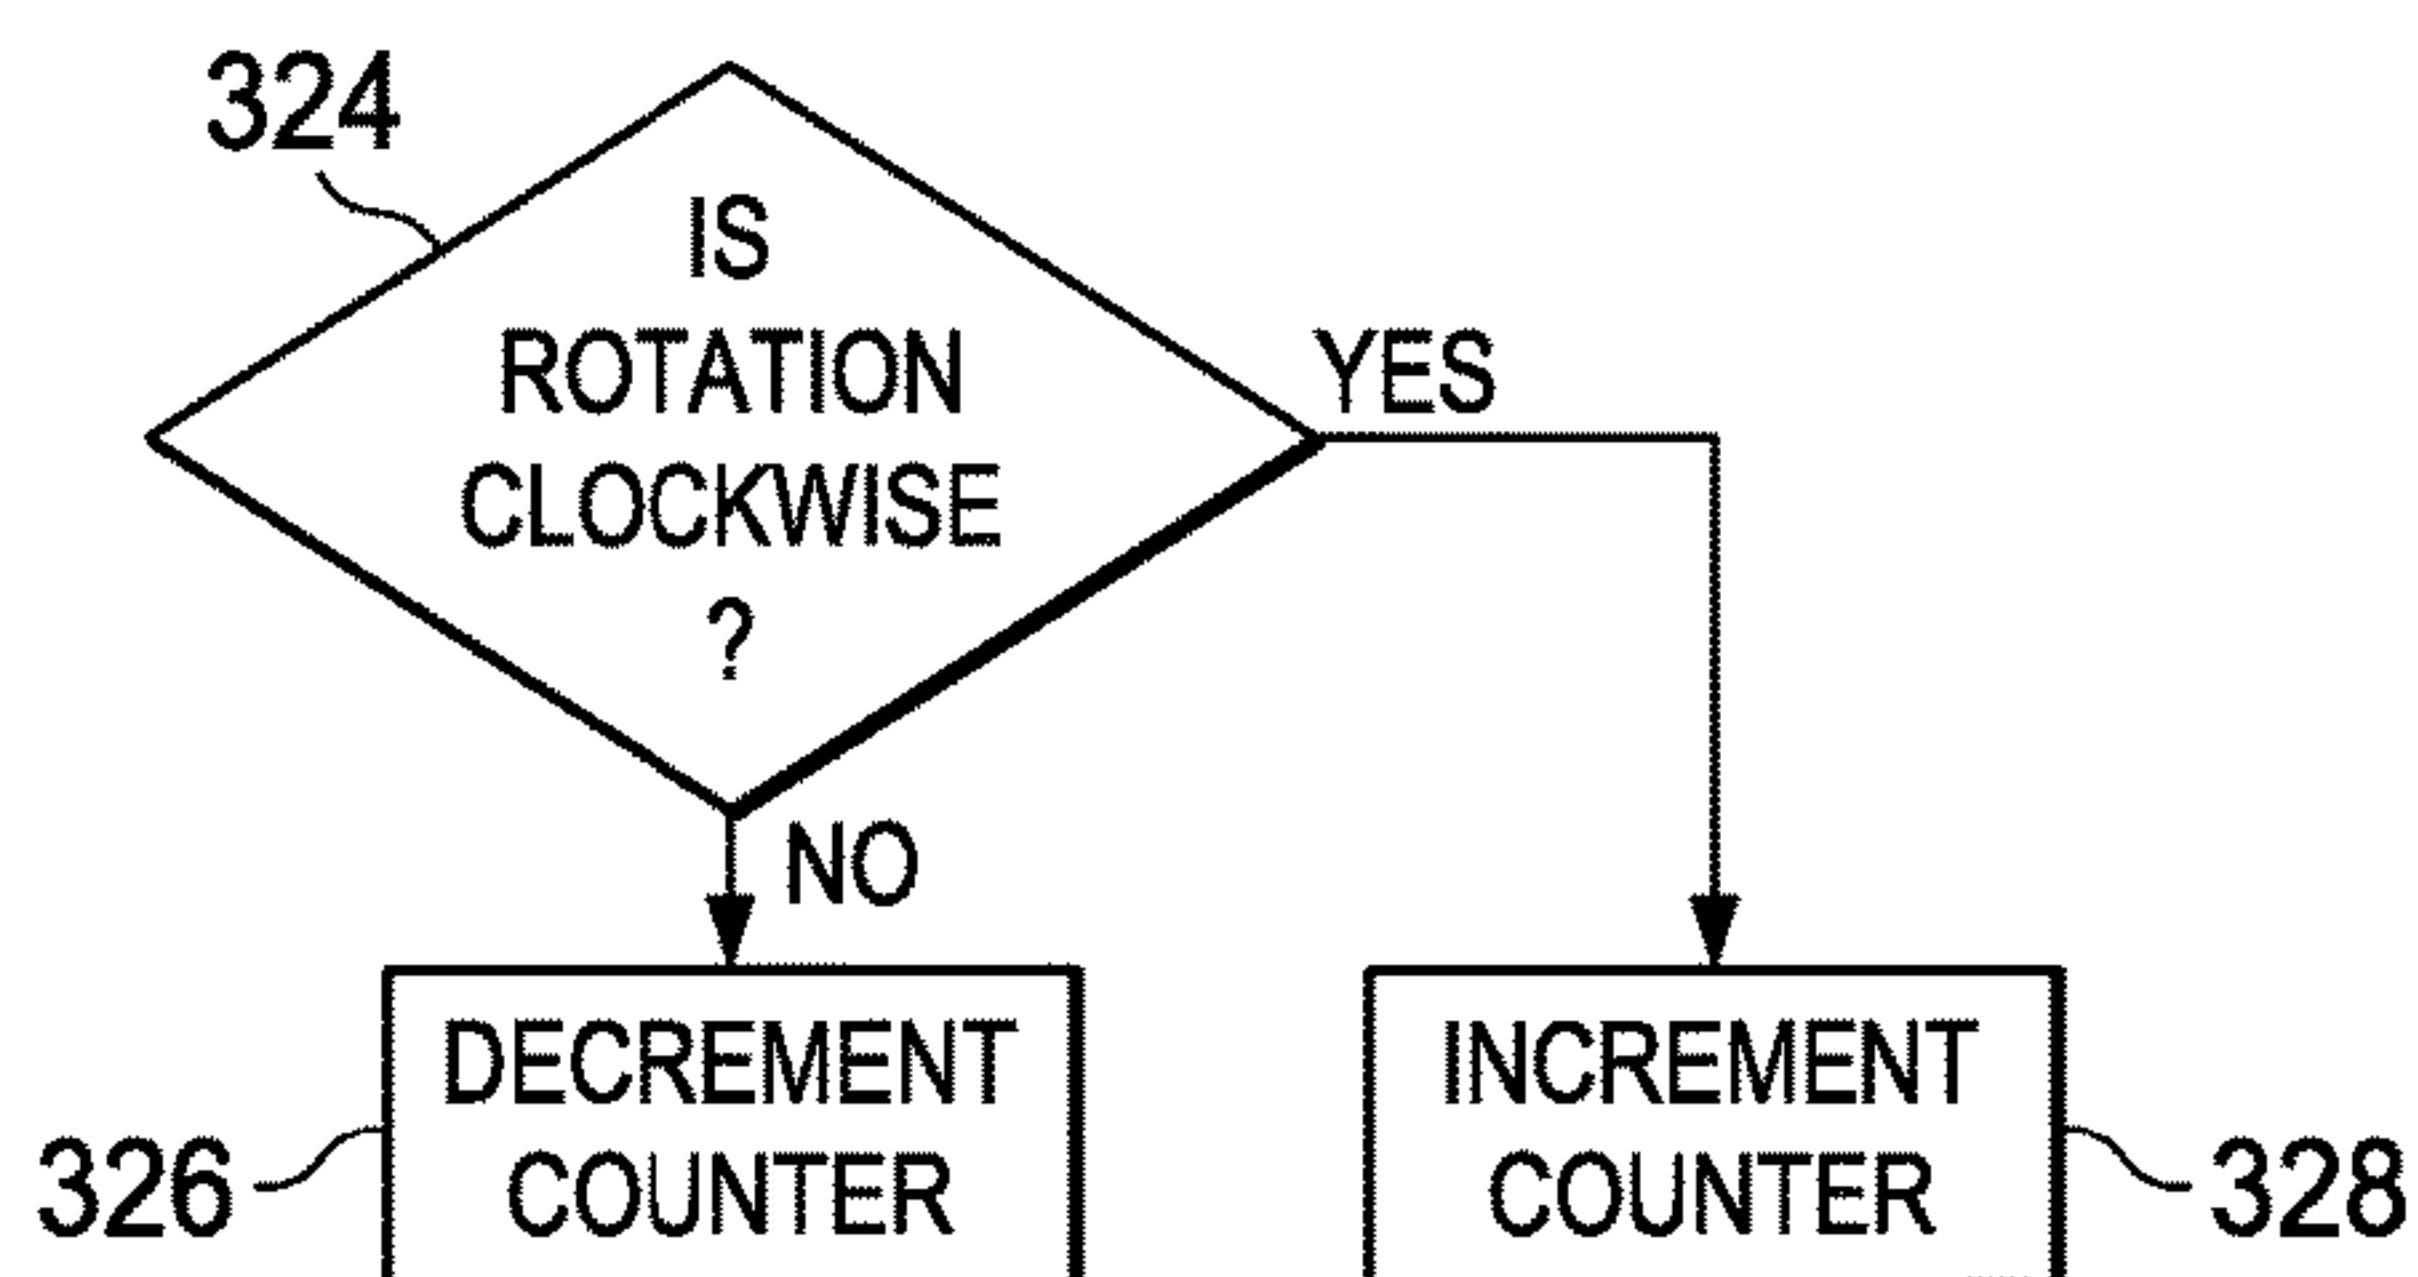 324
IS
ROTATION
CLOCKWISE
?
YES
NO
DECREMENT
COUNTER
326
INCREMENT
COUNTER
328